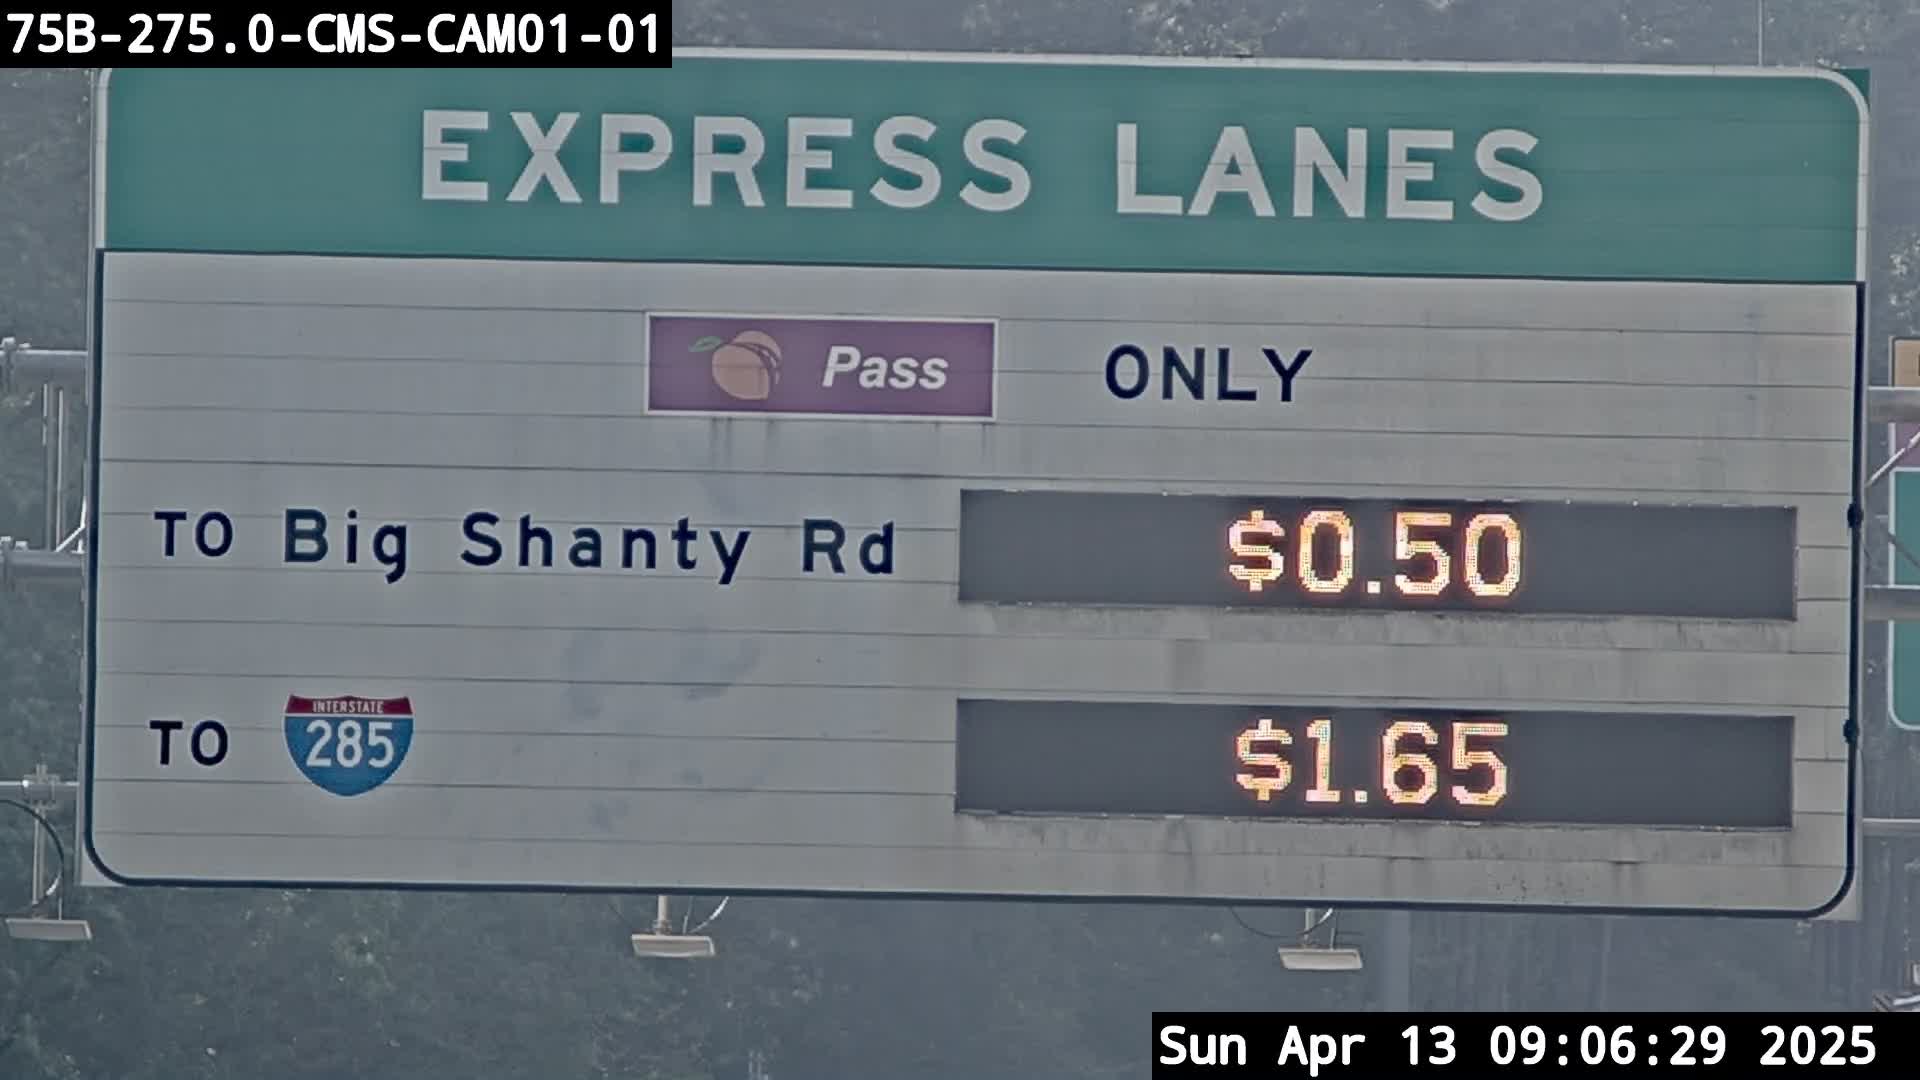 75B-275.0-CMS-CAM01-01
EXPRESS LANES
Pass ONLY
TO Big Shanty Rd $0.50
TO INTERSTATE 285 $1.65
Sun Apr 13 09:06:29 2025